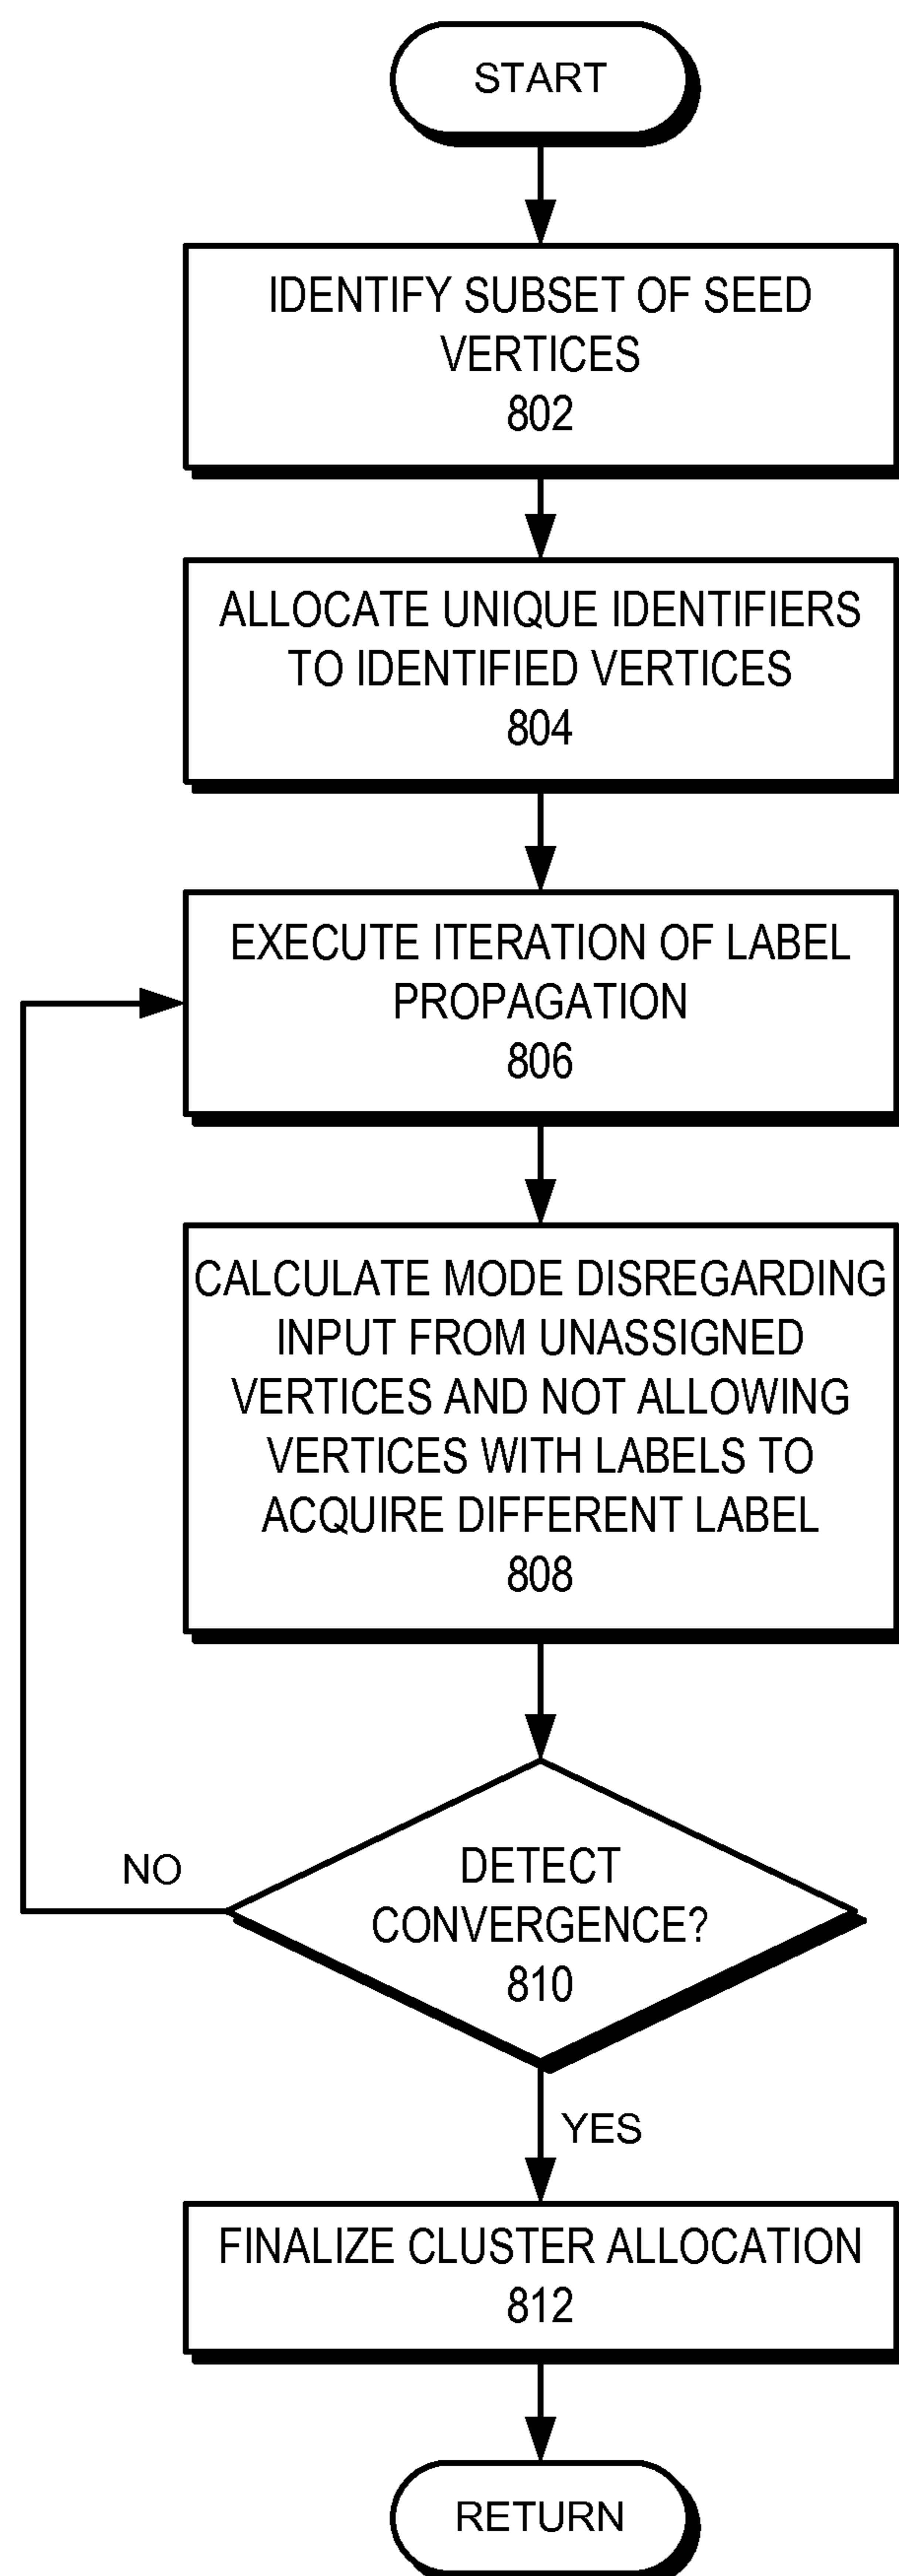 START
IDENTIFY SUBSET OF SEED
VERTICES
802
ALLOCATE UNIQUE IDENTIFIERS
TO IDENTIFIED VERTICES
804
EXECUTE ITERATION OF LABEL
PROPAGATION
806
CALCULATE MODE DISREGARDING
INPUT FROM UNASSIGNED
VERTICES AND NOT ALLOWING
VERTICES WITH LABELS TO
ACQUIRE DIFFERENT LABEL
808
NO
DETECT
CONVERGENCE?
810
YES
FINALIZE CLUSTER ALLOCATION
812
RETURN